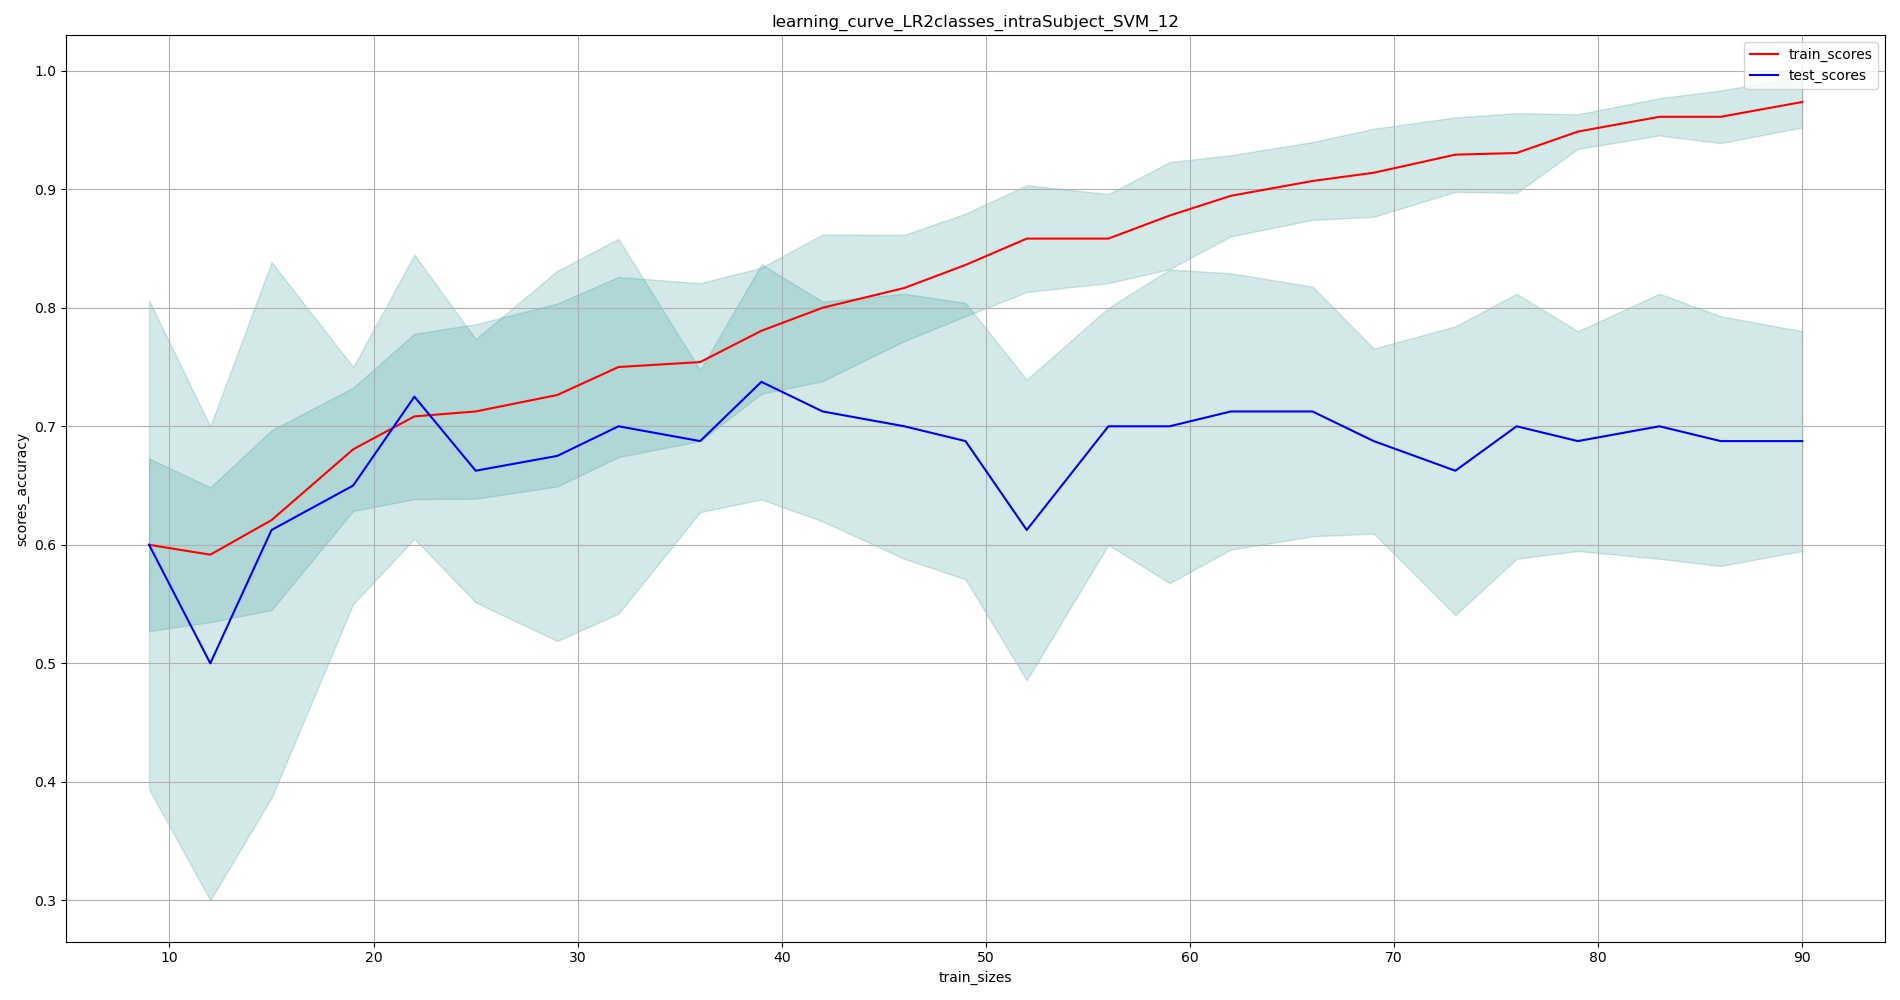 learning_curve_LR2classes_intraSubject_SVM_12
train_scores
test_scores
scores_accuracy
1.0
0.9
0.8
0.7
0.6
0.5
0.4
0.3
10 20 30 40 50 60 70 80 90
train_sizes